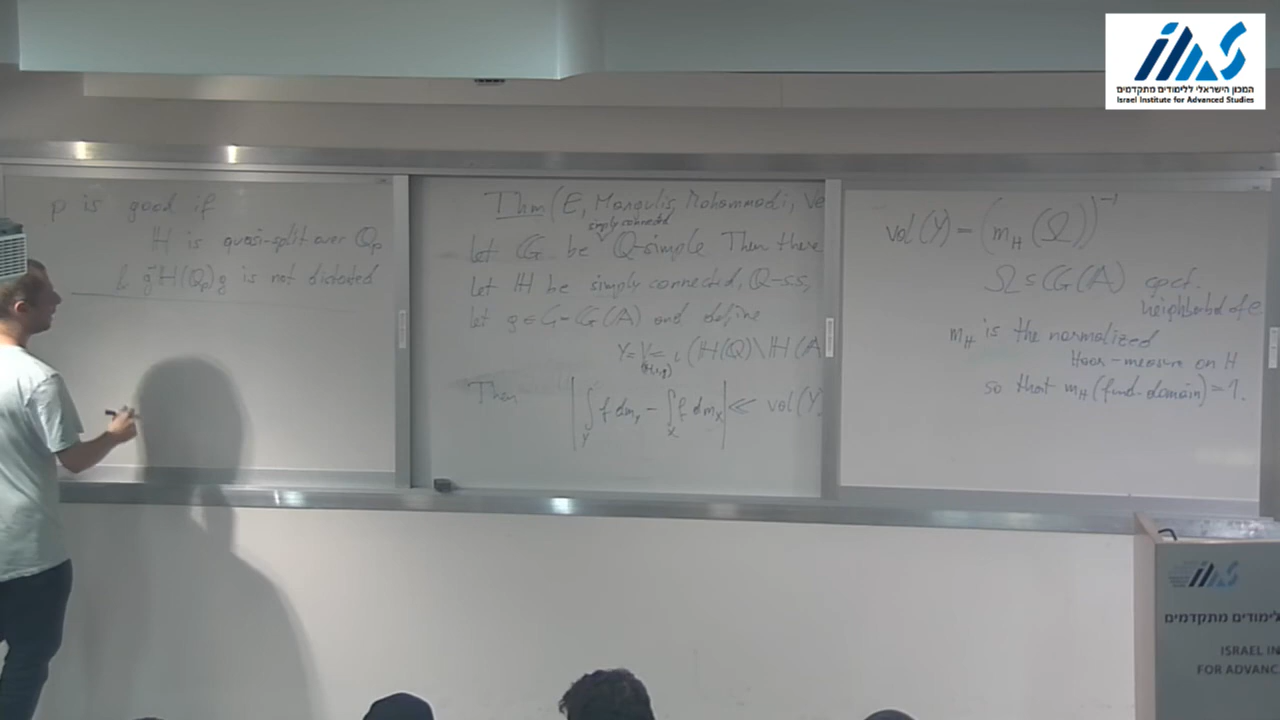 המכון הישראלי ללימודים מתקדמים
Israel Institute for Advanced Studies
p is good if
ℍ is quasi-split over ℚ_p
& g⁻¹ℍ(ℚ_p)g is not distorted
Thm (E, Margulis, Mohammadi, Ve
simply connected
Let 𝔾 be ℚ-simple. Then there
Let ℍ be simply connected, ℚ-ss,
let g ∈ G = 𝔾(𝔸) and define
Y = Y_(ℍ,g) = ι(ℍ(ℚ)\ℍ(𝔸
Then | ∫_Y f dm_Y − ∫_X f dm_X | ≪ vol(Y
vol(Y) = (m_H(Ω))⁻¹
Ω ⊆ 𝔾(𝔸) cpct.
neighborhd of e
m_H is the normalized
Haar-measure on H
so that m_H(fund-domain) = 1.
לימודים מתקדמים
ISRAEL IN
FOR ADVANC